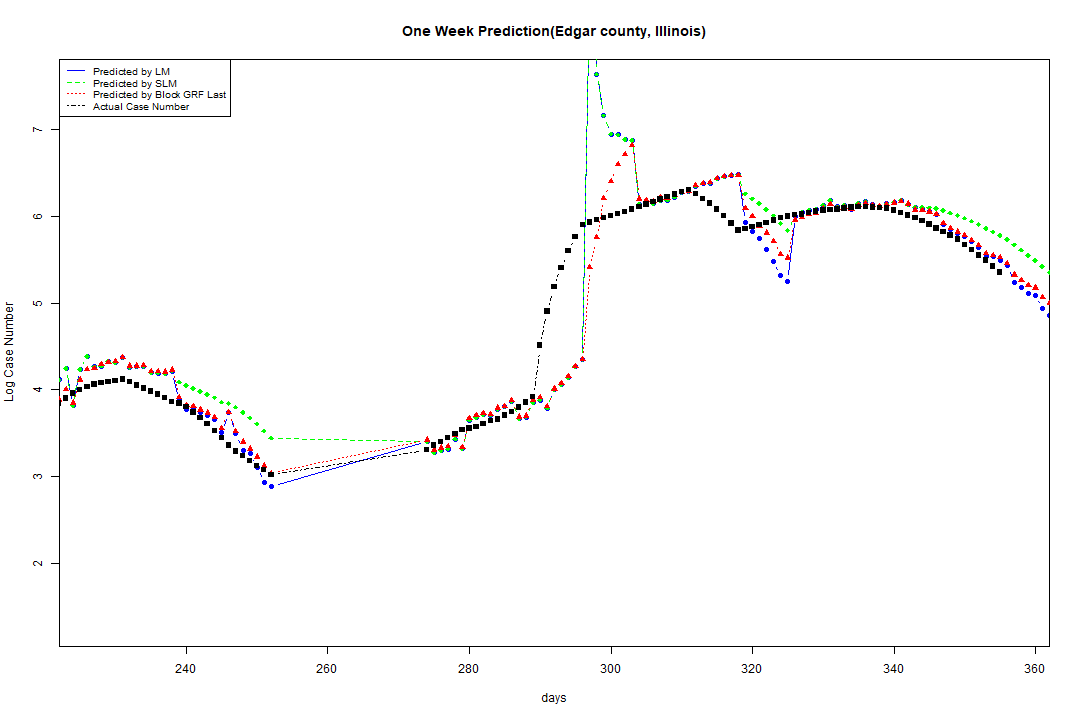 One Week Prediction(Edgar county, Illinois)
Predicted by LM
Predicted by SLM
Predicted by Block GRF Last
Actual Case Number
7
6
5
4
3
2
Log Case Number
240 260 280 300 320 340 360
days